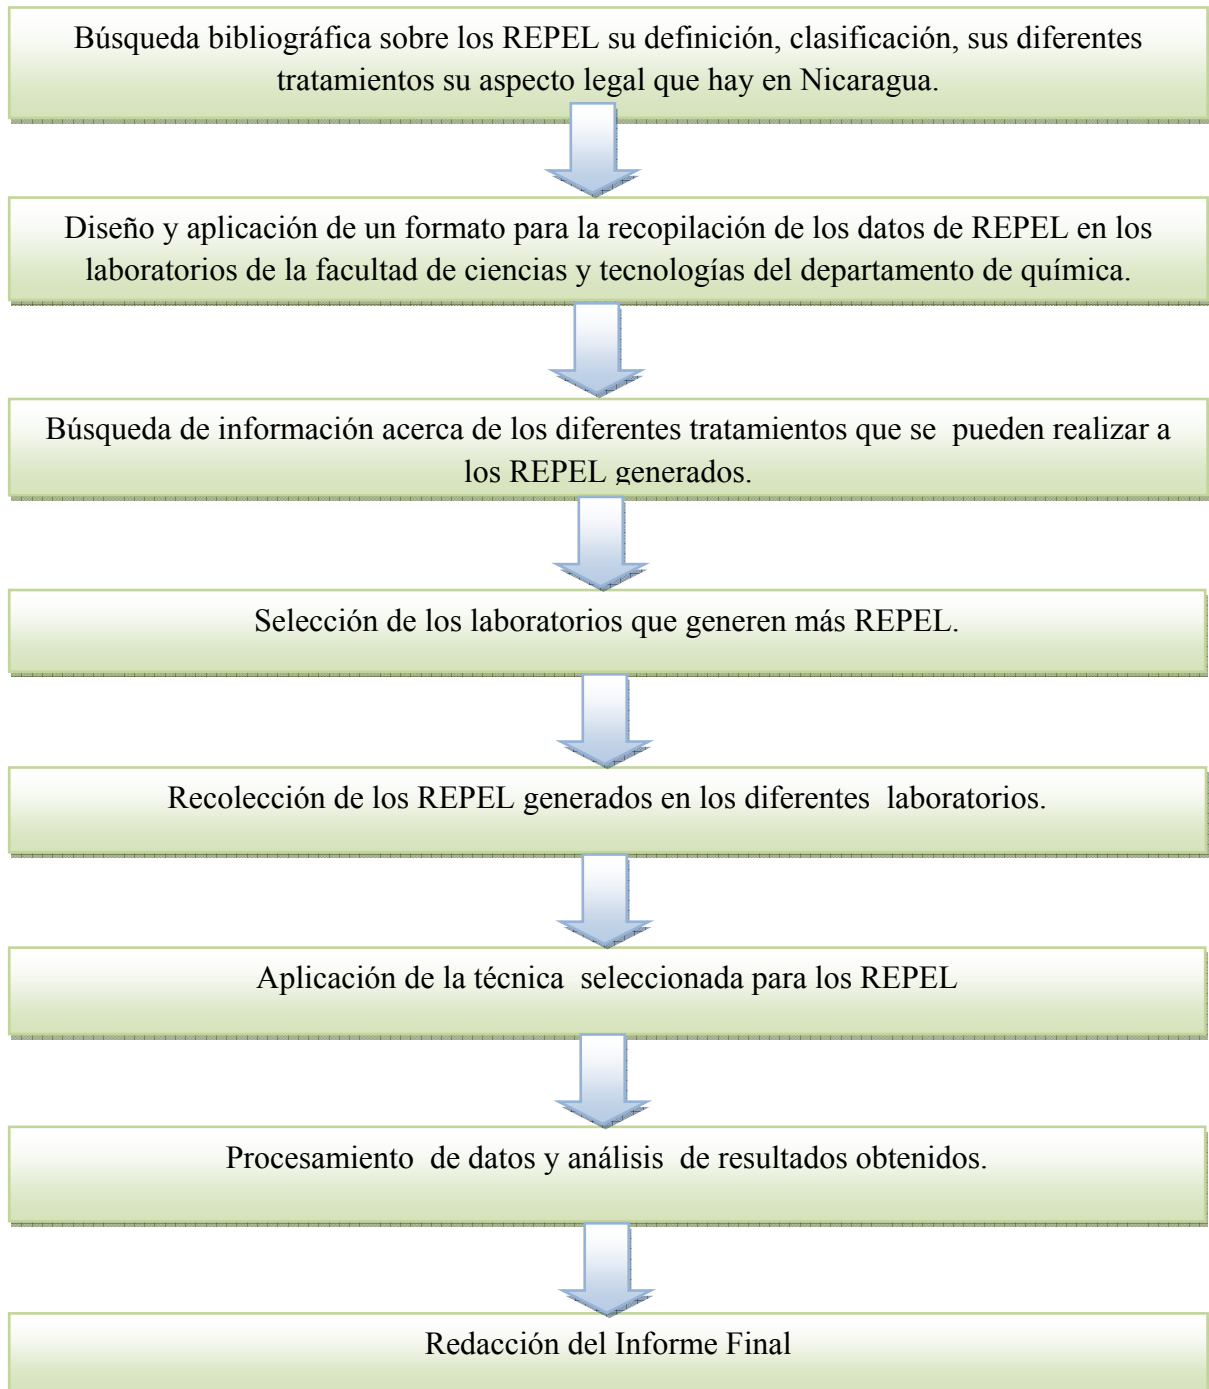 Búsqueda bibliográfica sobre los REPEL su definición, clasificación, sus diferentes
tratamientos su aspecto legal que hay en Nicaragua.
Diseño y aplicación de un formato para la recopilación de los datos de REPEL en los
laboratorios de la facultad de ciencias y tecnologías del departamento de química.
Búsqueda de información acerca de los diferentes tratamientos que se  pueden realizar a
los REPEL generados.
Selección de los laboratorios que generen más REPEL.
Recolección de los REPEL generados en los diferentes  laboratorios.
Aplicación de la técnica  seleccionada para los REPEL
Procesamiento  de datos y análisis  de resultados obtenidos.
Redacción del Informe Final